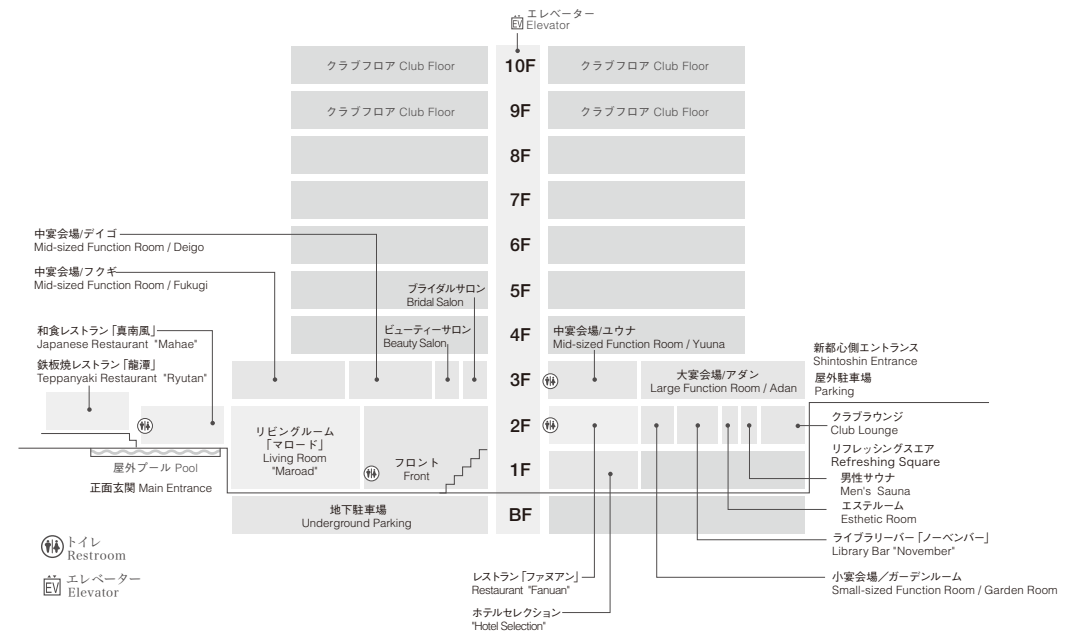 エレベーター
EV Elevator
クラブフロア Club Floor
10F
クラブフロア Club Floor
クラブフロア Club Floor
9F
クラブフロア Club Floor
8F
7F
6F
5F
4F
3F
2F
1F
BF
中宴会場/デイゴ
Mid-sized Function Room / Deigo
中宴会場/フクギ
Mid-sized Function Room / Fukugi
ブライダルサロン
Bridal Salon
ビューティーサロン
Beauty Salon
和食レストラン「真南風」
Japanese Restaurant "Mahae"
鉄板焼レストラン「龍潭」
Teppanyaki Restaurant "Ryutan"
中宴会場/ユウナ
Mid-sized Function Room / Yuuna
大宴会場/アダン
Large Function Room / Adan
新都心側エントランス
Shintoshin Entrance
屋外駐車場
Parking
クラブラウンジ
Club Lounge
リフレッシングスエア
Refreshing Square
男性サウナ
Men's Sauna
エステルーム
Esthetic Room
ライブラリーバー「ノーベンバー」
Library Bar "November"
小宴会場／ガーデンルーム
Small-sized Function Room / Garden Room
リビングルーム
「マロード」
Living Room
"Maroad"
フロント
Front
屋外プール Pool
正面玄関 Main Entrance
地下駐車場
Underground Parking
レストラン「ファヌアン」
Restaurant "Fanuan"
ホテルセレクション
"Hotel Selection"
トイレ
Restroom
エレベーター
EV Elevator